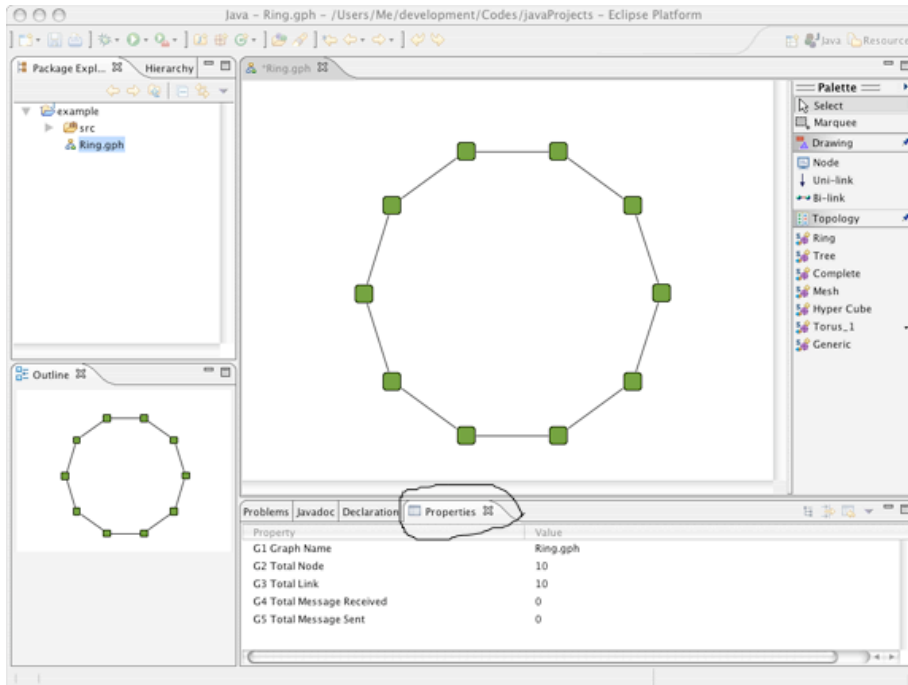 Java - Ring.gph - /Users/Me/development/Codes/javaProjects - Eclipse Platform
Java Resource
Package Expl... Hierarchy
example
src
Ring.gph
*Ring.gph
Palette
Select
Marquee
Drawing
Node
Uni-link
Bi-link
Topology
Ring
Tree
Complete
Mesh
Hyper Cube
Torus_1
Generic
Outline
Problems Javadoc Declaration Properties
Property Value
G1 Graph Name Ring.gph
G2 Total Node 10
G3 Total Link 10
G4 Total Message Received 0
G5 Total Message Sent 0